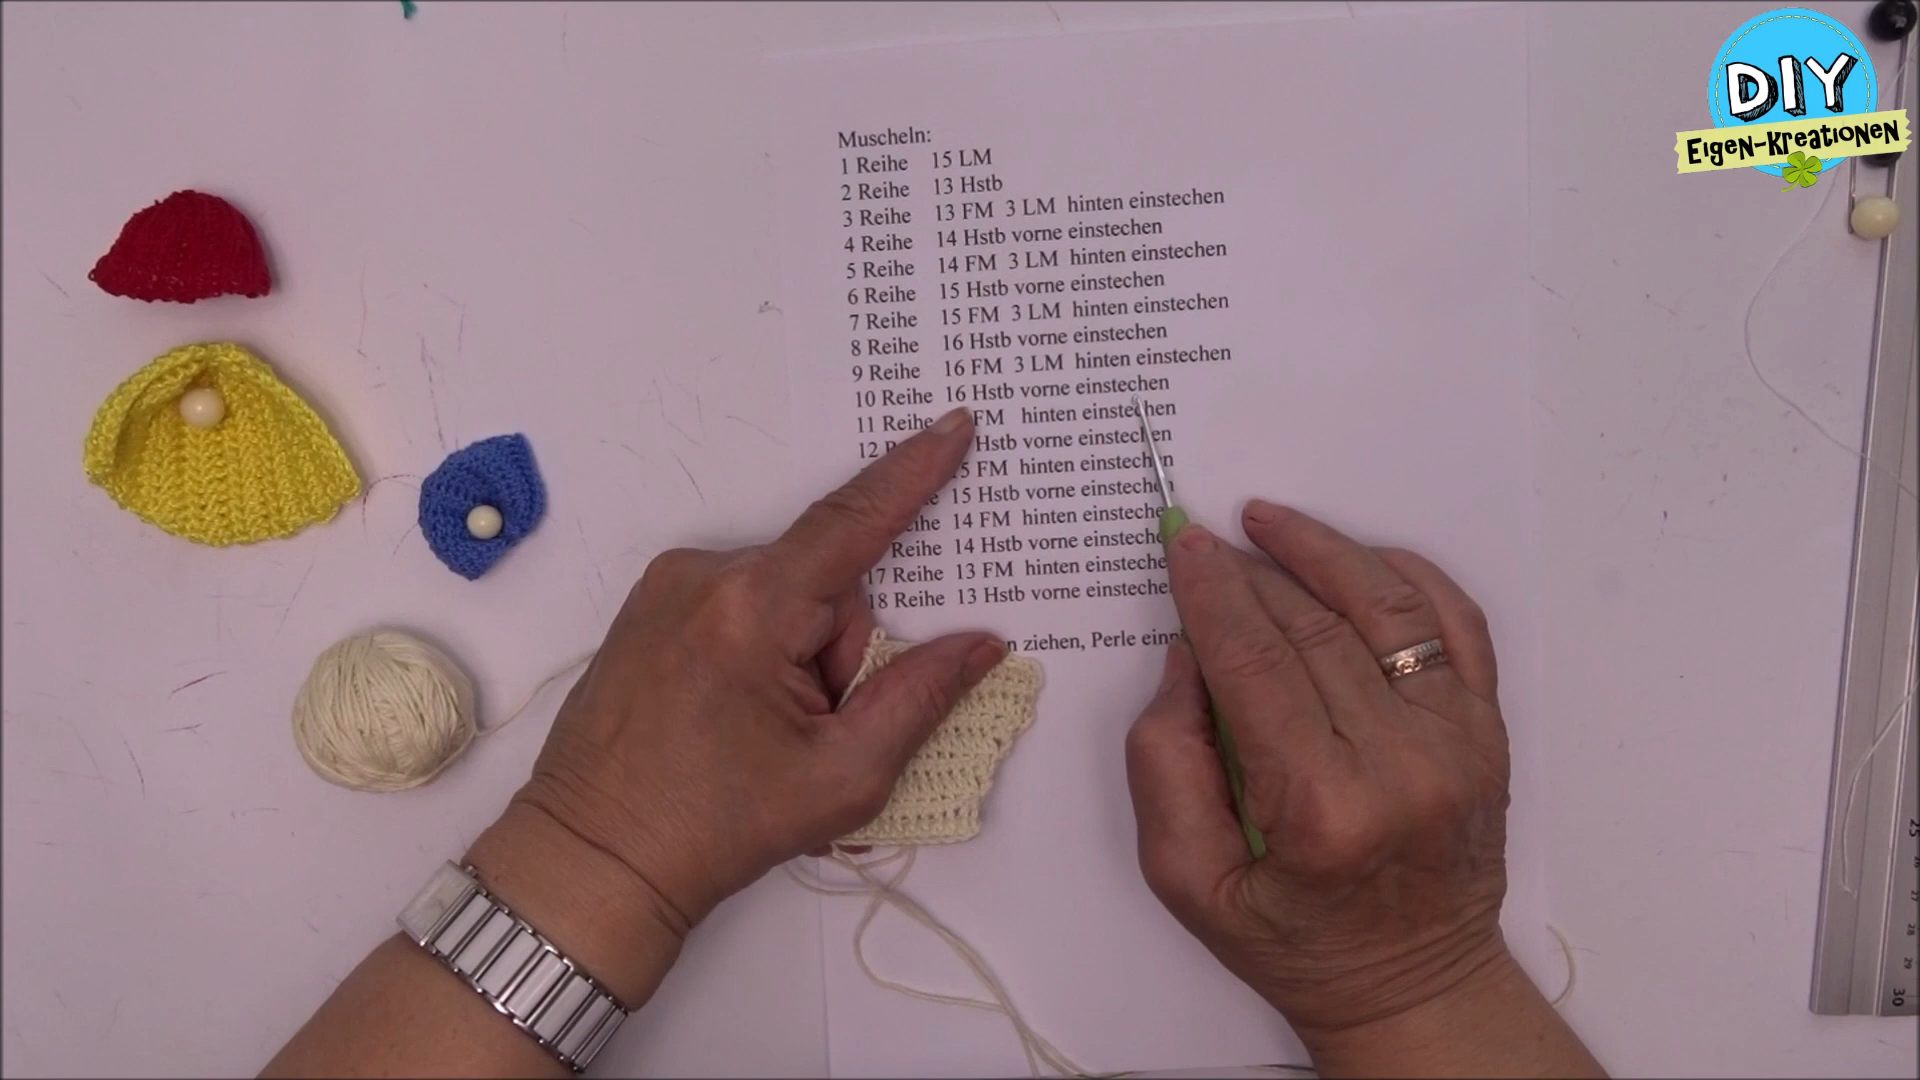 DIY
Eigen-Kreationen
Muscheln:
1 Reihe 15 LM
2 Reihe 13 Hstb
3 Reihe 13 FM 3 LM hinten einstechen
4 Reihe 14 Hstb vorne einstechen
5 Reihe 14 FM 3 LM hinten einstechen
6 Reihe 15 Hstb vorne einstechen
7 Reihe 15 FM 3 LM hinten einstechen
8 Reihe 16 Hstb vorne einstechen
9 Reihe 16 FM 3 LM hinten einstechen
10 Reihe 16 Hstb vorne einstechen
11 Reihe FM hinten einstechen
12 Hstb vorne einstechen
FM hinten einstechen
15 Hstb vorne einstechen
14 FM hinten
Reihe 14 Hstb vorne
17 Reihe 13 FM hinten
18 Reihe 13 Hstb vorne
ziehen, Perle
25
28
29
30